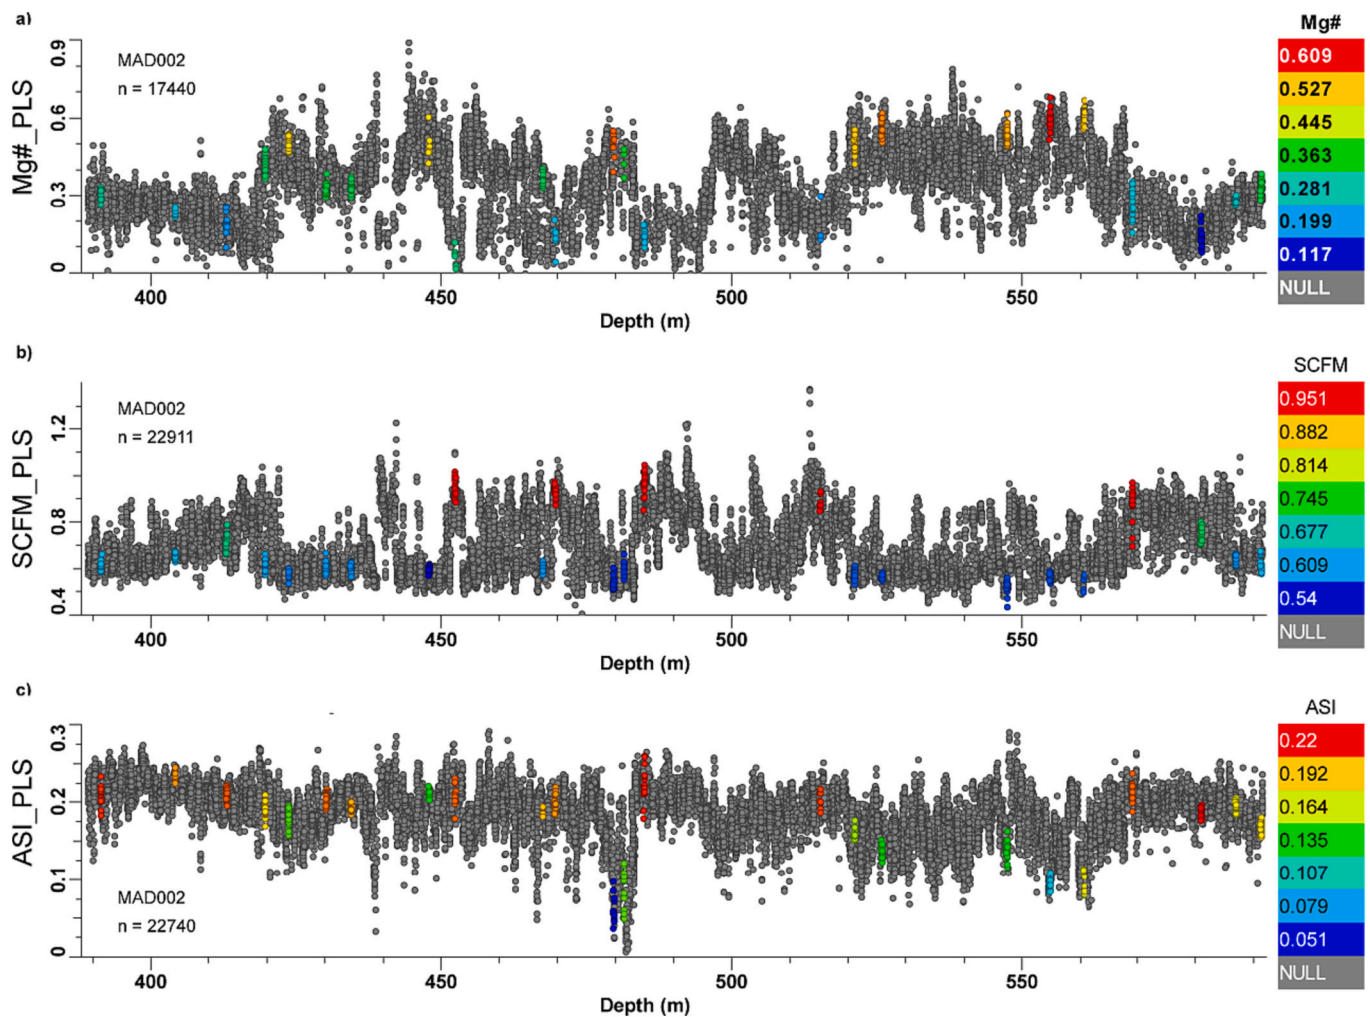 a)
Mg#
0.609
0.527
0.445
0.363
0.281
0.199
0.117
NULL
Mg#_PLS
0.9
0.6
0.3
0
MAD002
n = 17440
400
450
500
550
Depth (m)
b)
SCFM
0.951
0.882
0.814
0.745
0.677
0.609
0.54
NULL
SCFM_PLS
1.2
0.8
0.4
MAD002
n = 22911
400
450
500
550
Depth (m)
c)
ASI
0.22
0.192
0.164
0.135
0.107
0.079
0.051
NULL
ASI_PLS
0.3
0.2
0.1
0
MAD002
n = 22740
400
450
500
550
Depth (m)